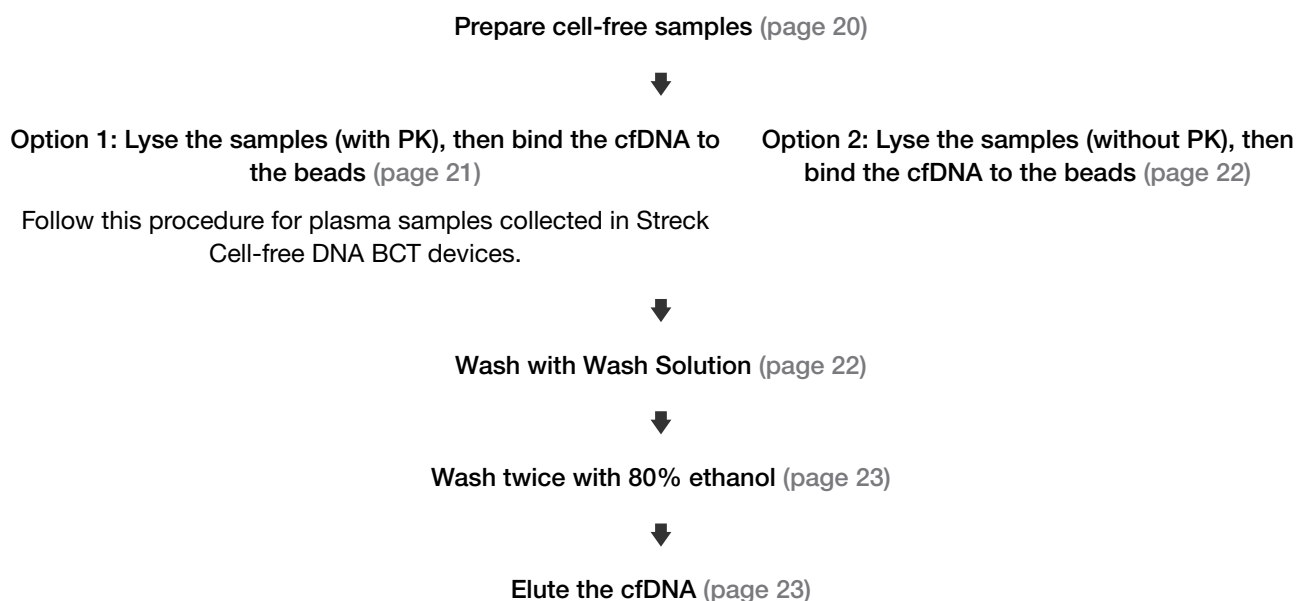 Prepare cell-free samples (page 20)
Option 1: Lyse the samples (with PK), then bind the cfDNA to
the beads (page 21)
Follow this procedure for plasma samples collected in Streck
Cell-free DNA BCT devices.
Option 2: Lyse the samples (without PK), then
bind the cfDNA to the beads (page 22)
Wash with Wash Solution (page 22)
Wash twice with 80% ethanol (page 23)
Elute the cfDNA (page 23)